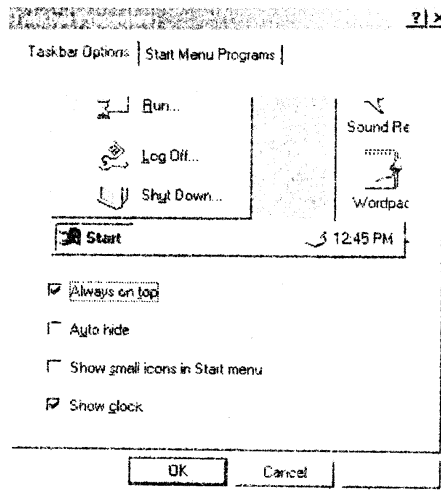 Taskbar Options Start Menu Programs
Run...
Sound Re
Log Off...
Shut Down...
Wordpad
Start 12:45 PM
Always on top
Auto hide
Show small icons in Start menu
Show clock
OK Cancel